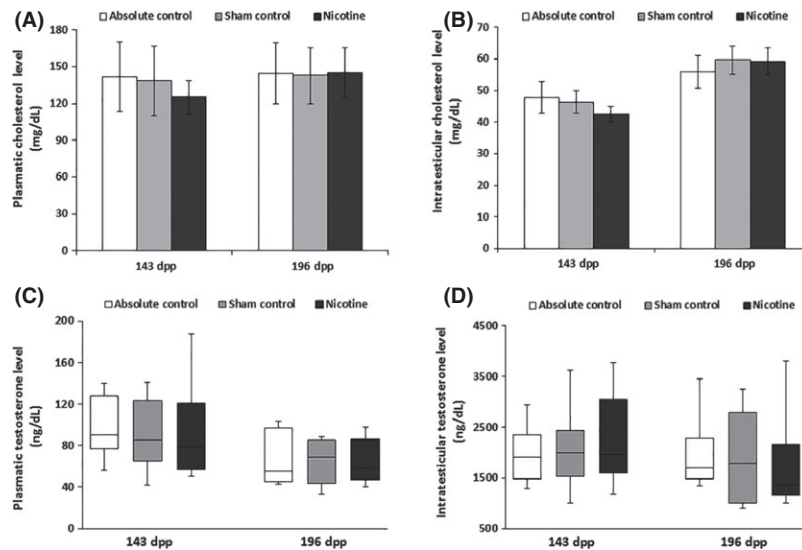 (A)
Absolute control Sham control Nicotine
Plasmatic cholesterol level
(mg/dL)
180
150
120
90
60
30
0
143 dpp 196 dpp
(B)
Absolute control Sham control Nicotine
Intratesticular cholesterol level
(mg/dL)
70
60
50
40
30
20
10
0
143 dpp 196 dpp
(C)
Absolute control Sham control Nicotine
Plasmatic testosterone level
(ng/dL)
200
160
120
80
40
0
143 dpp 196 dpp
(D)
Absolute control Sham control Nicotine
Intratesticular testosterone level
(ng/dL)
4500
3500
2500
1500
500
143 dpp 196 dpp